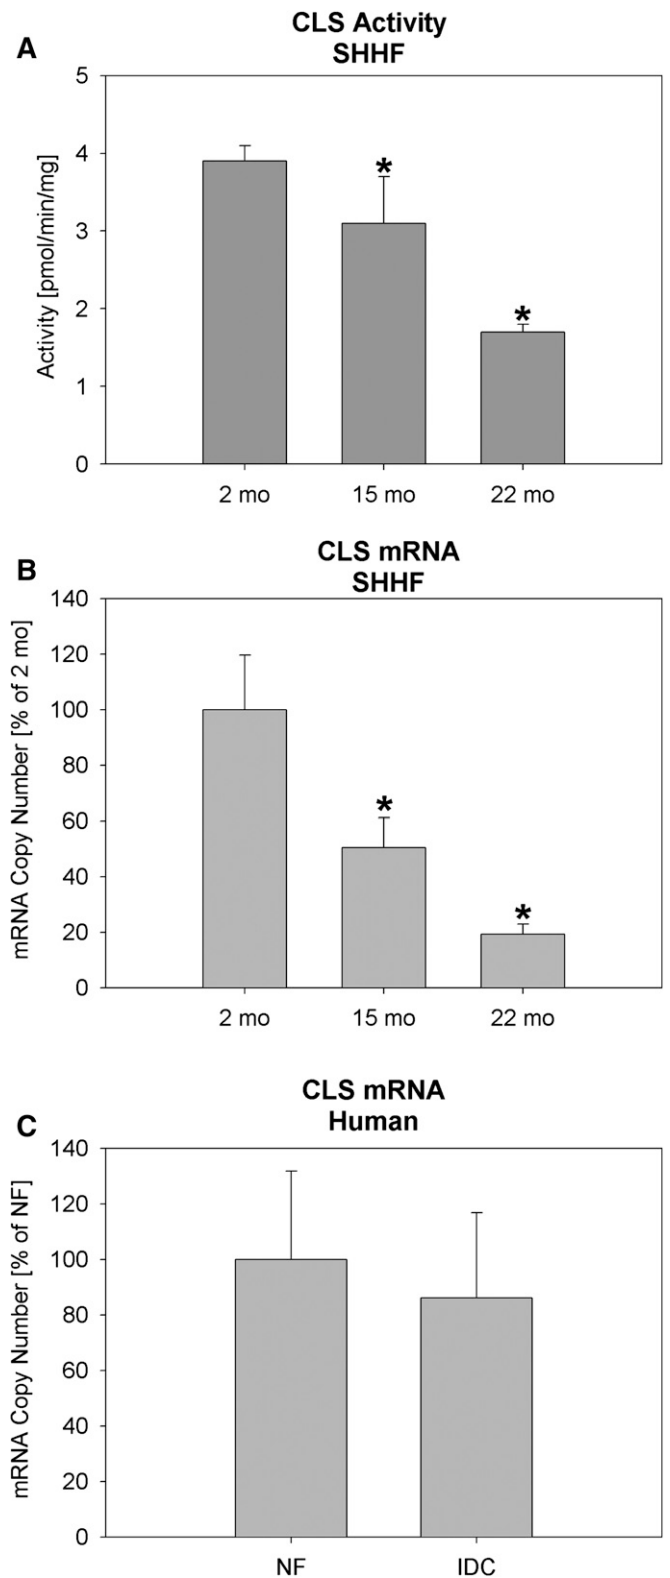 A
CLS Activity
SHHF
Activity [pmol/min/mg]
5
4
3
2
1
0
*
*
2 mo 15 mo 22 mo
B
CLS mRNA
SHHF
mRNA Copy Number [% of 2 mo]
140
120
100
80
60
40
20
0
*
*
2 mo 15 mo 22 mo
C
CLS mRNA
Human
mRNA Copy Number [% of NF]
140
120
100
80
60
40
20
0
NF IDC